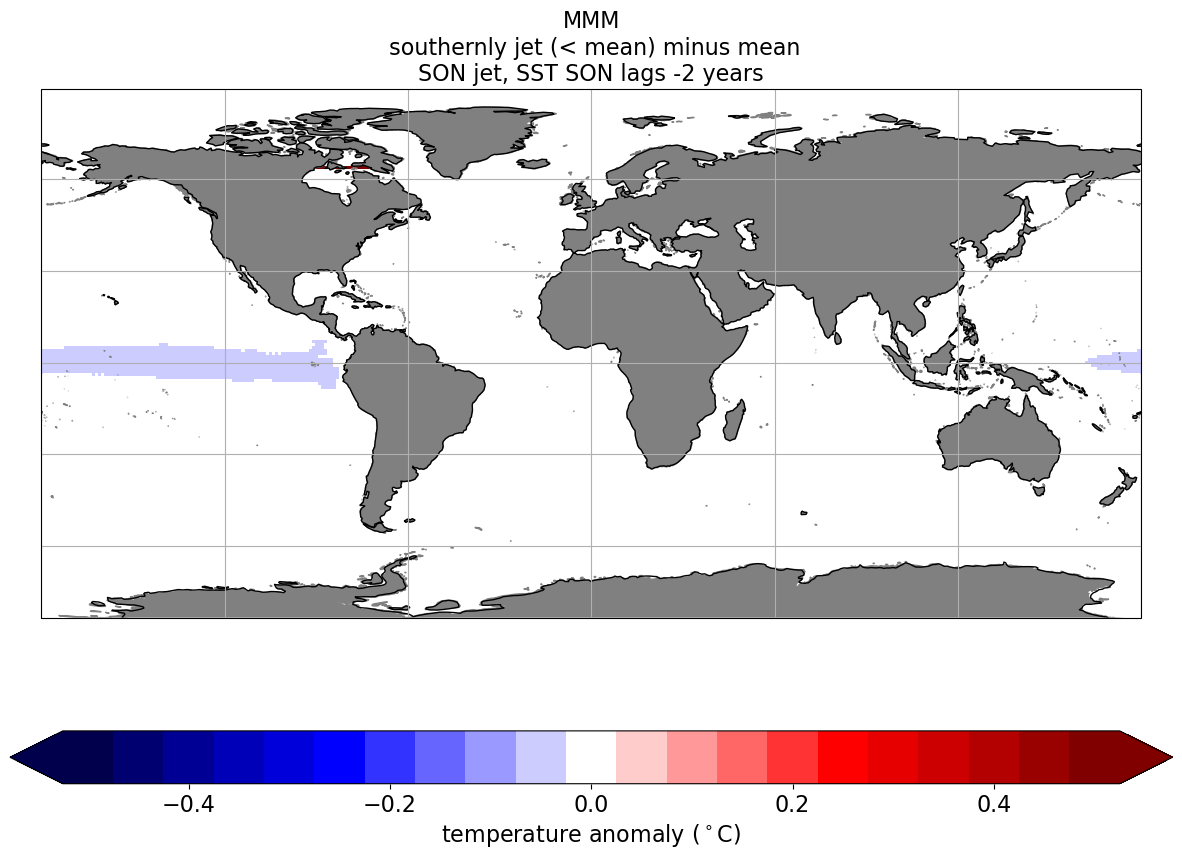 MMM
southernly jet (< mean) minus mean
SON jet, SST SON lags -2 years
−0.4 −0.2 0.0 0.2 0.4
temperature anomaly (°C)